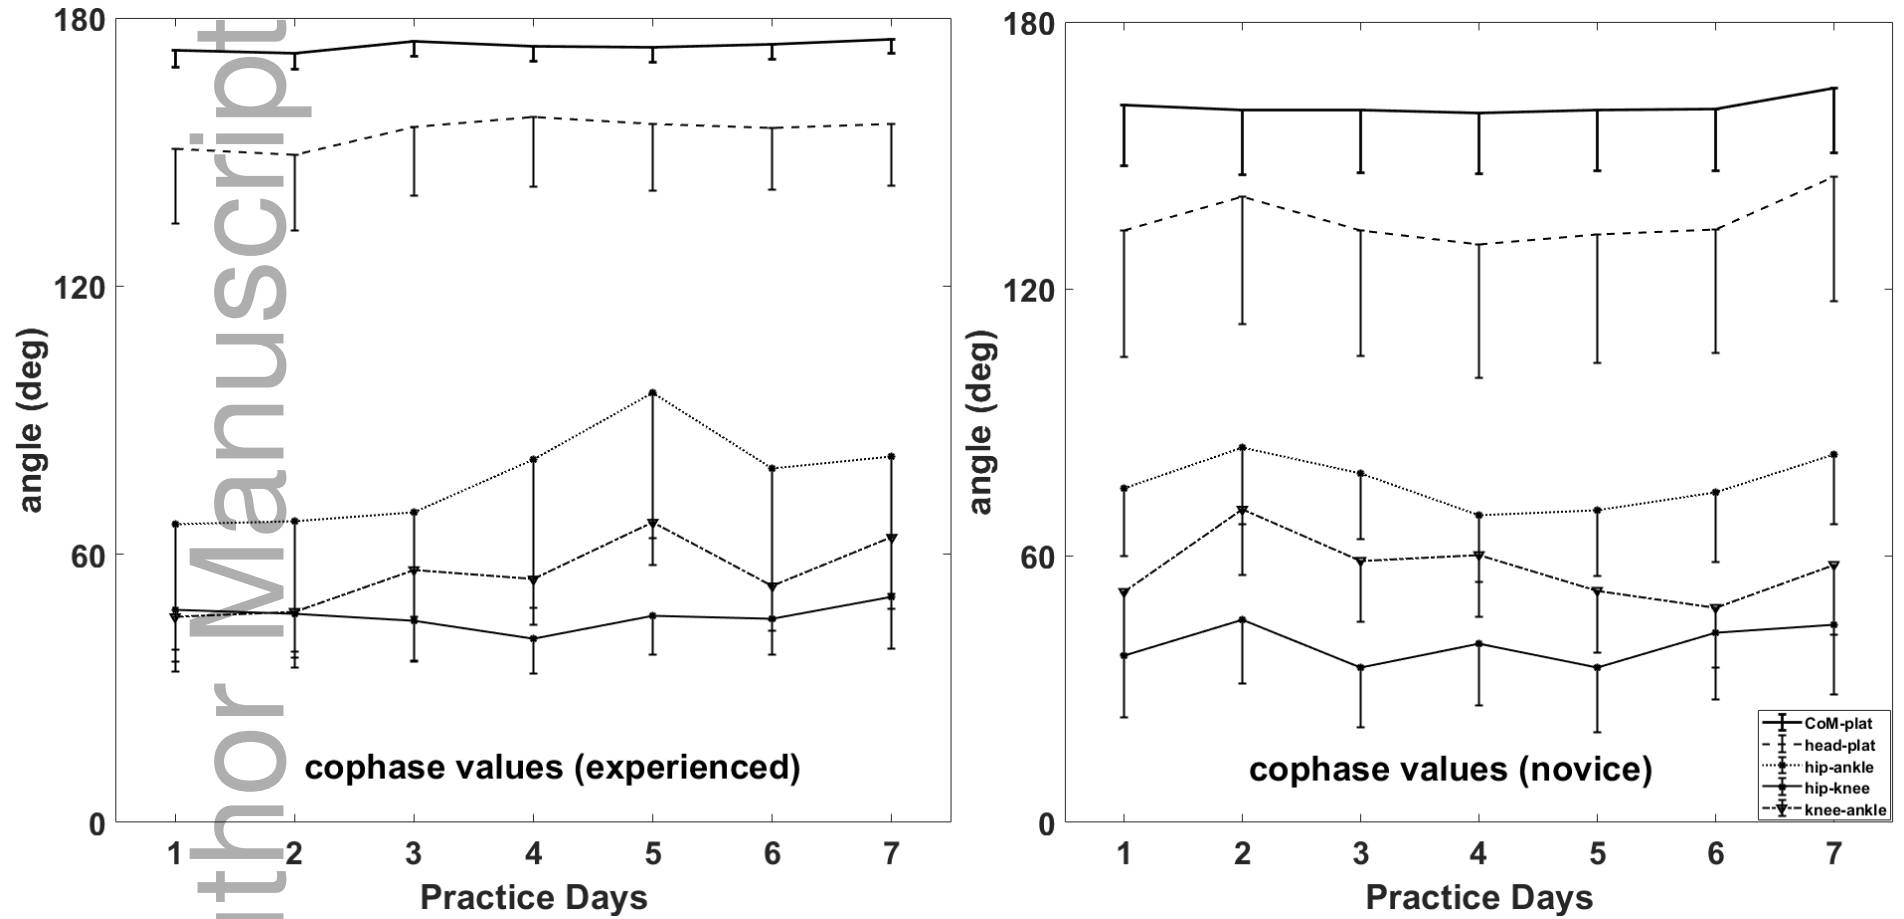 180
120
60
0
angle (deg)
1 2 3 4 5 6 7
Practice Days
cophase values (experienced)
thor Manuscript
180
120
60
0
angle (deg)
1 2 3 4 5 6 7
Practice Days
cophase values (novice)
CoM-plat
head-plat
hip-ankle
hip-knee
knee-ankle